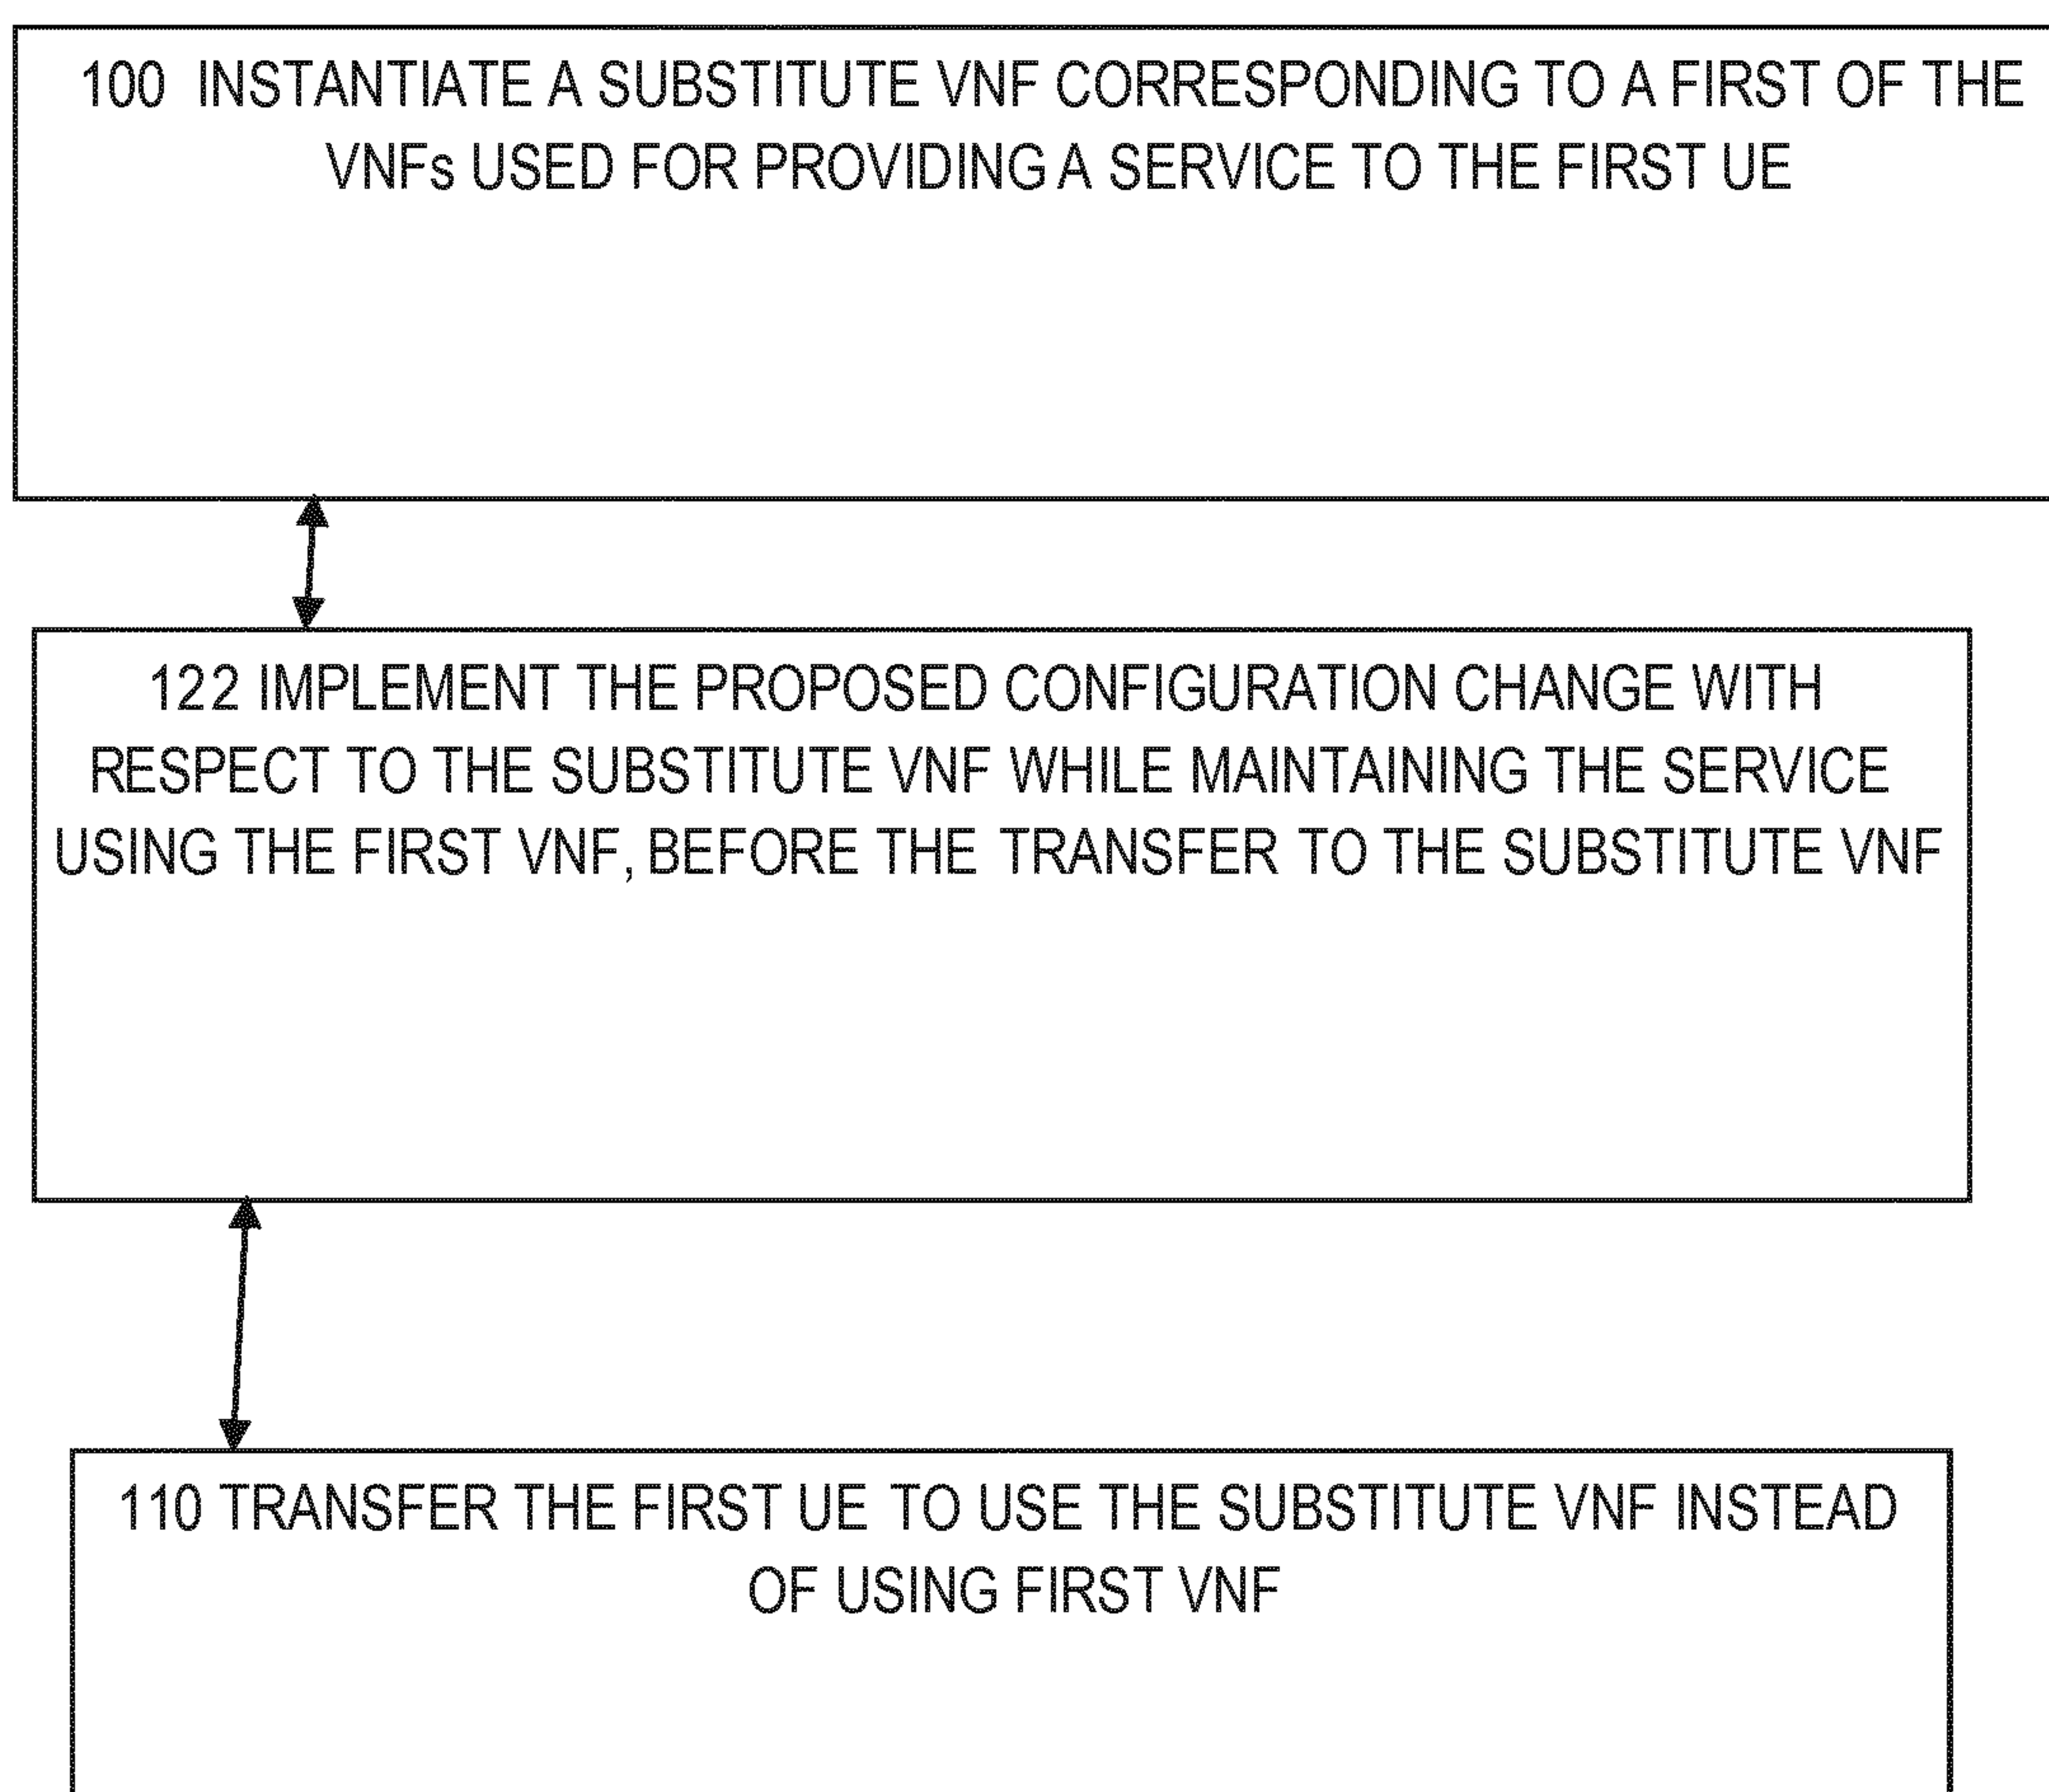 100 INSTANTIATE A SUBSTITUTE VNF CORRESPONDING TO A FIRST OF THE
VNFs USED FOR PROVIDING A SERVICE TO THE FIRST UE
122 IMPLEMENT THE PROPOSED CONFIGURATION CHANGE WITH
RESPECT TO THE SUBSTITUTE VNF WHILE MAINTAINING THE SERVICE
USING THE FIRST VNF, BEFORE THE TRANSFER TO THE SUBSTITUTE VNF
110 TRANSFER THE FIRST UE TO USE THE SUBSTITUTE VNF INSTEAD
OF USING FIRST VNF